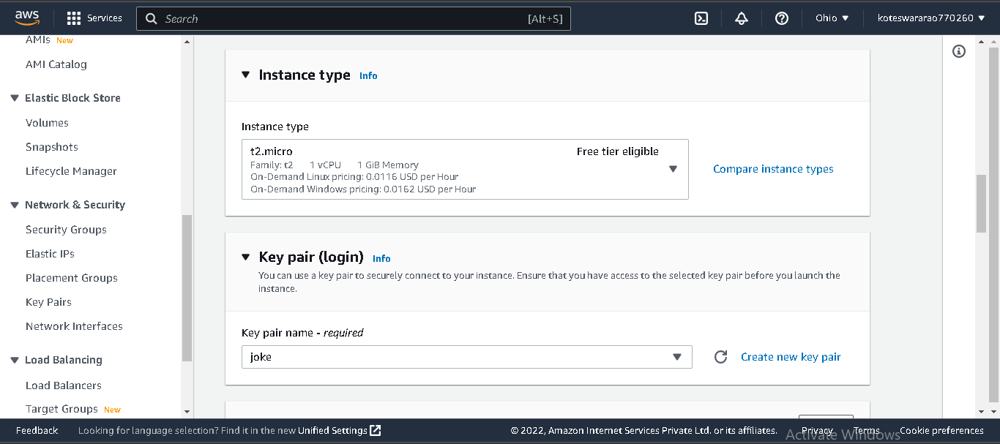 aws
Services
Search
[Alt+S]
Ohio
koteswararao770260
AMIs New
AMI Catalog
Elastic Block Store
Volumes
Snapshots
Lifecycle Manager
Network & Security
Security Groups
Elastic IPs
Placement Groups
Key Pairs
Network Interfaces
Load Balancing
Load Balancers
Target Groups New
Instance type Info
Instance type
t2.micro Free tier eligible
Family: t2 1 vCPU 1 GiB Memory
On-Demand Linux pricing: 0.0116 USD per Hour
On-Demand Windows pricing: 0.0162 USD per Hour
Compare instance types
Key pair (login) Info
You can use a key pair to securely connect to your instance. Ensure that you have access to the selected key pair before you launch the
instance.
Key pair name - required
joke
Create new key pair
Feedback
Looking for language selection? Find it in the new Unified Settings
© 2022, Amazon Internet Services Private Ltd. or its affiliates.
Privacy
Terms
Cookie preferences
Activate Windows